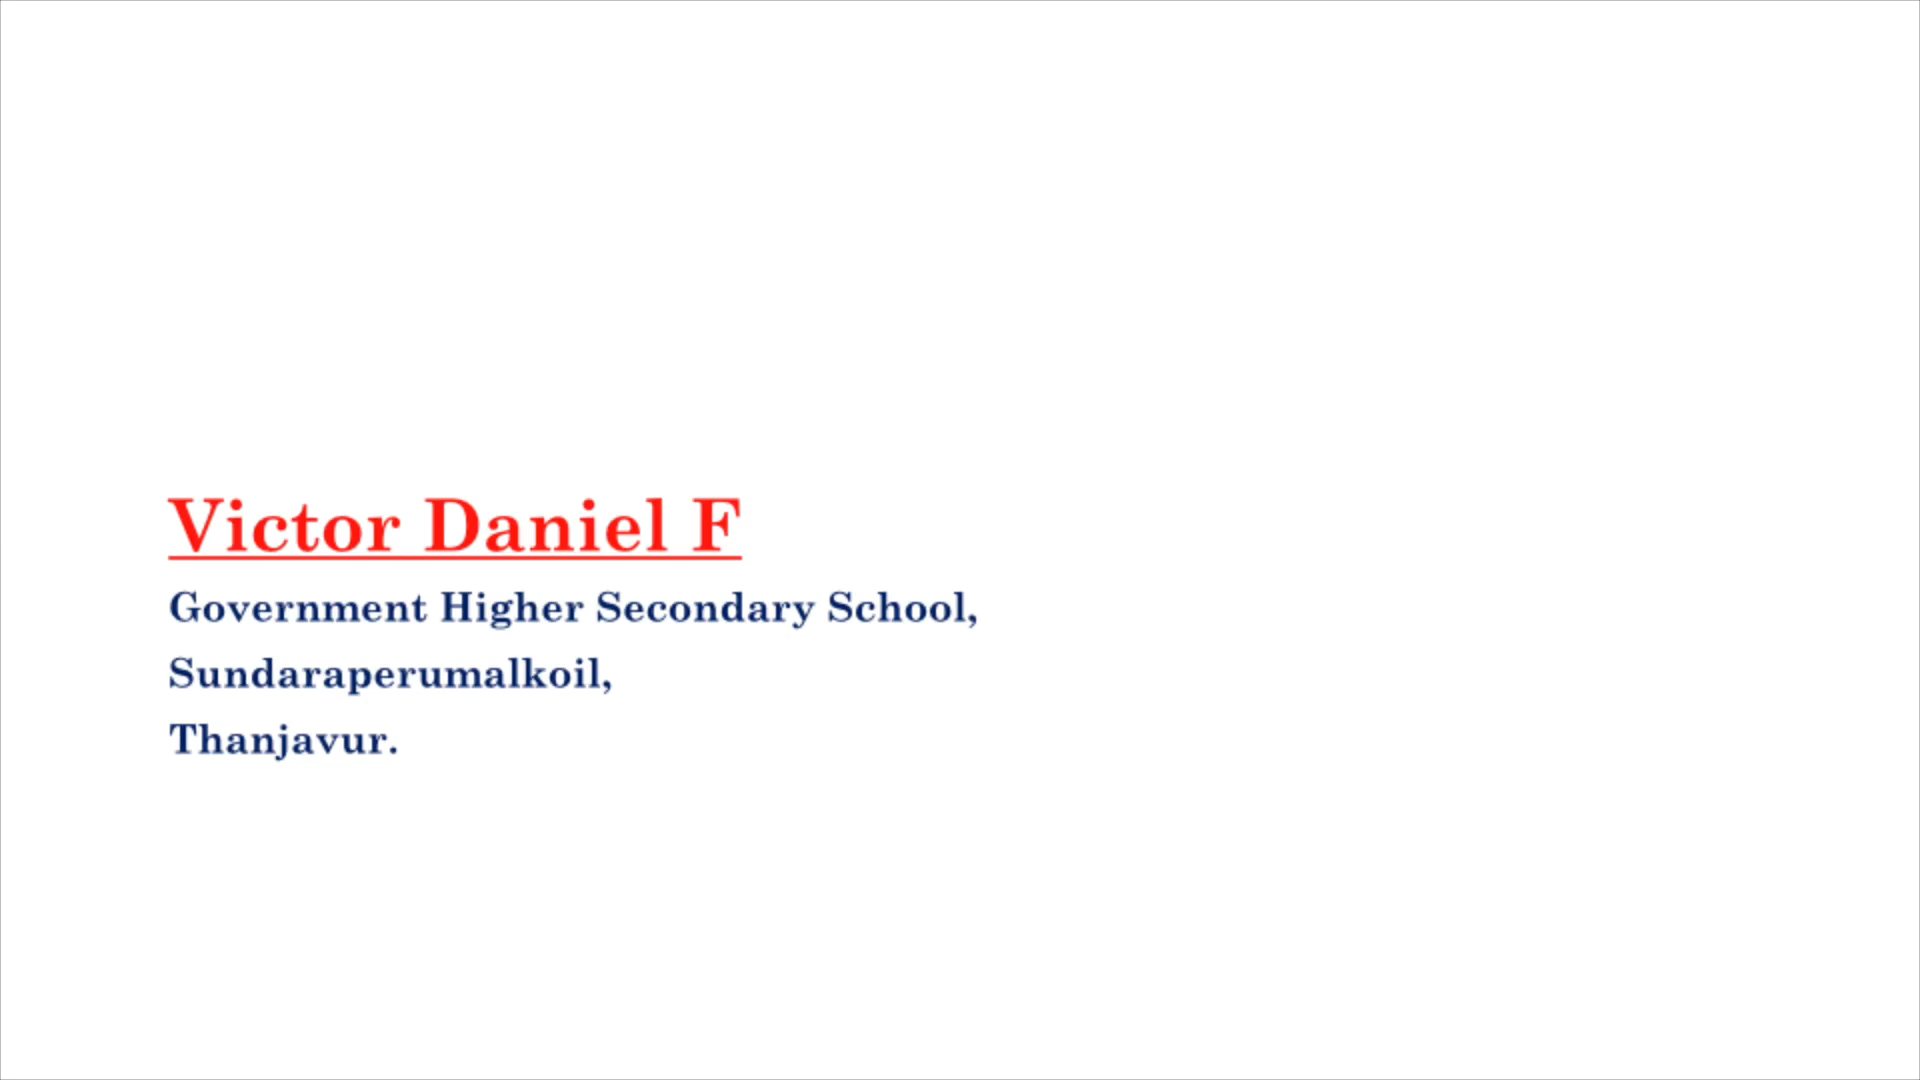 Victor Daniel F
Government Higher Secondary School,
Sundaraperumalkoil,
Thanjavur.